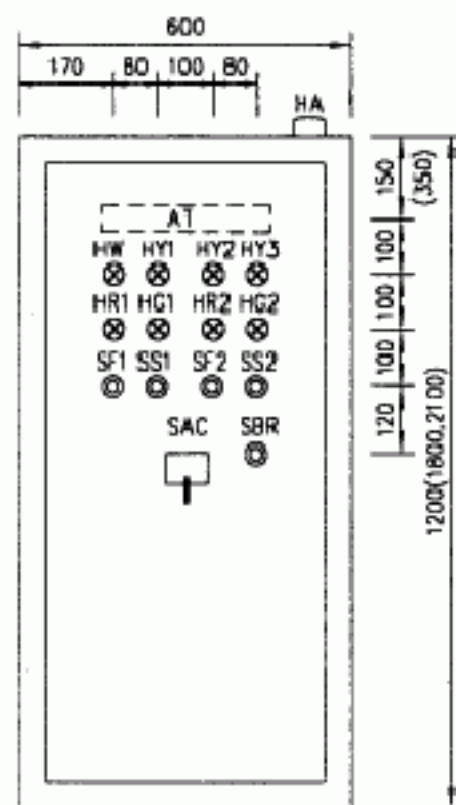 600
170 80 100 80
HA
150
(350)
AT
100
HW HY1 HY2 HY3
100
HR1 HG1 HR2 HG2
100
SF1 SS1 SF2 SS2
120
SAC SBR
1200(1800,2100)